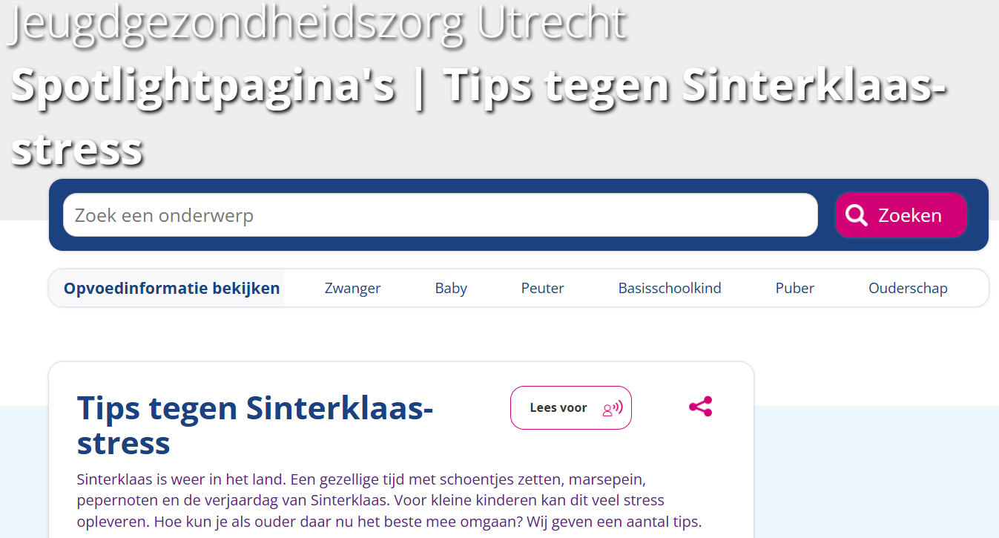 Jeugdgezondheidszorg Utrecht
Spotlightpagina's | Tips tegen Sinterklaas-
stress
Zoek een onderwerp
Zoeken
Opvoedinformatie bekijken Zwanger Baby Peuter Basisschoolkind Puber Ouderschap
Tips tegen Sinterklaas-
stress
Lees voor
Sinterklaas is weer in het land. Een gezellige tijd met schoentjes zetten, marsepein,
pepernoten en de verjaardag van Sinterklaas. Voor kleine kinderen kan dit veel stress
opleveren. Hoe kun je als ouder daar nu het beste mee omgaan? Wij geven een aantal tips.